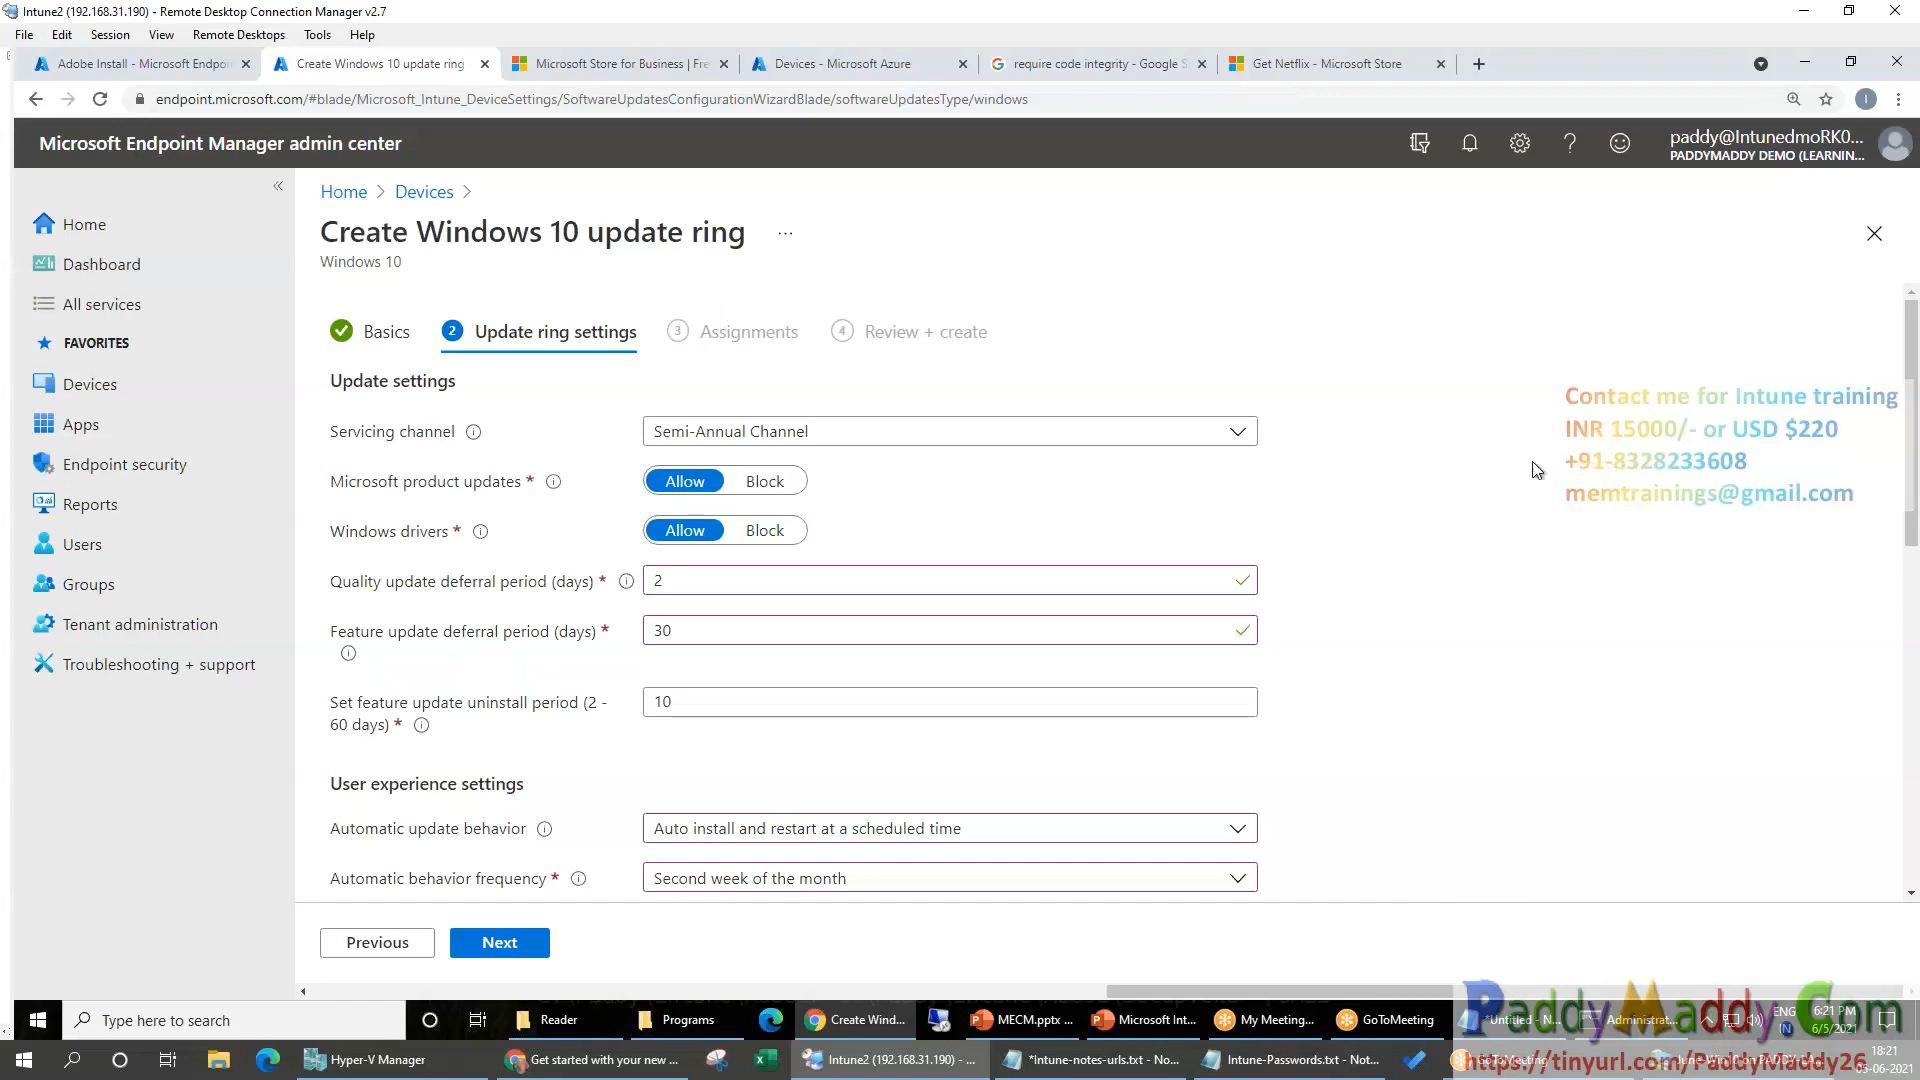 Intune2 (192.168.31.190) - Remote Desktop Connection Manager v2.7
File Edit Session View Remote Desktops Tools Help
Adobe Install - Microsoft Endpo
Create Windows 10 update ring
Microsoft Store for Business | Fre
Devices - Microsoft Azure
require code integrity - Google S
Get Netflix - Microsoft Store
endpoint.microsoft.com/#blade/Microsoft_Intune_DeviceSettings/SoftwareUpdatesConfigurationWizardBlade/softwareUpdatesType/windows
I
Microsoft Endpoint Manager admin center
paddy@IntunedmoRK0...
PADDYMADDY DEMO (LEARNIN...
Home > Devices >
Create Windows 10 update ring ...
Windows 10
Home
Dashboard
All services
FAVORITES
Devices
Apps
Endpoint security
Reports
Users
Groups
Tenant administration
Troubleshooting + support
Basics
2 Update ring settings
3 Assignments
4 Review + create
Update settings
Servicing channel
Semi-Annual Channel
Microsoft product updates *
Allow Block
Windows drivers *
Allow Block
Quality update deferral period (days) *
2
Feature update deferral period (days) *
30
Set feature update uninstall period (2 -
60 days) *
10
User experience settings
Automatic update behavior
Auto install and restart at a scheduled time
Automatic behavior frequency *
Second week of the month
Contact me for Intune training
INR 15000/- or USD $220
+91-8328233608
memtrainings@gmail.com
Previous
Next
PaddyMaddy.Com
Type here to search
Reader
Programs
Create Wind...
MECM.pptx ...
Microsoft Int...
My Meeting...
GoToMeeting
*Untitled - N...
Administrat...
ENG
IN
6:21 PM
6/5/2021
Hyper-V Manager
Get started with your new ...
Intune2 (192.168.31.190) - ...
*Intune-notes-urls.txt - No...
Intune-Passwords.txt - Not...
https://tinyurl.com/PaddyMaddy26
18:21
05-06-2021